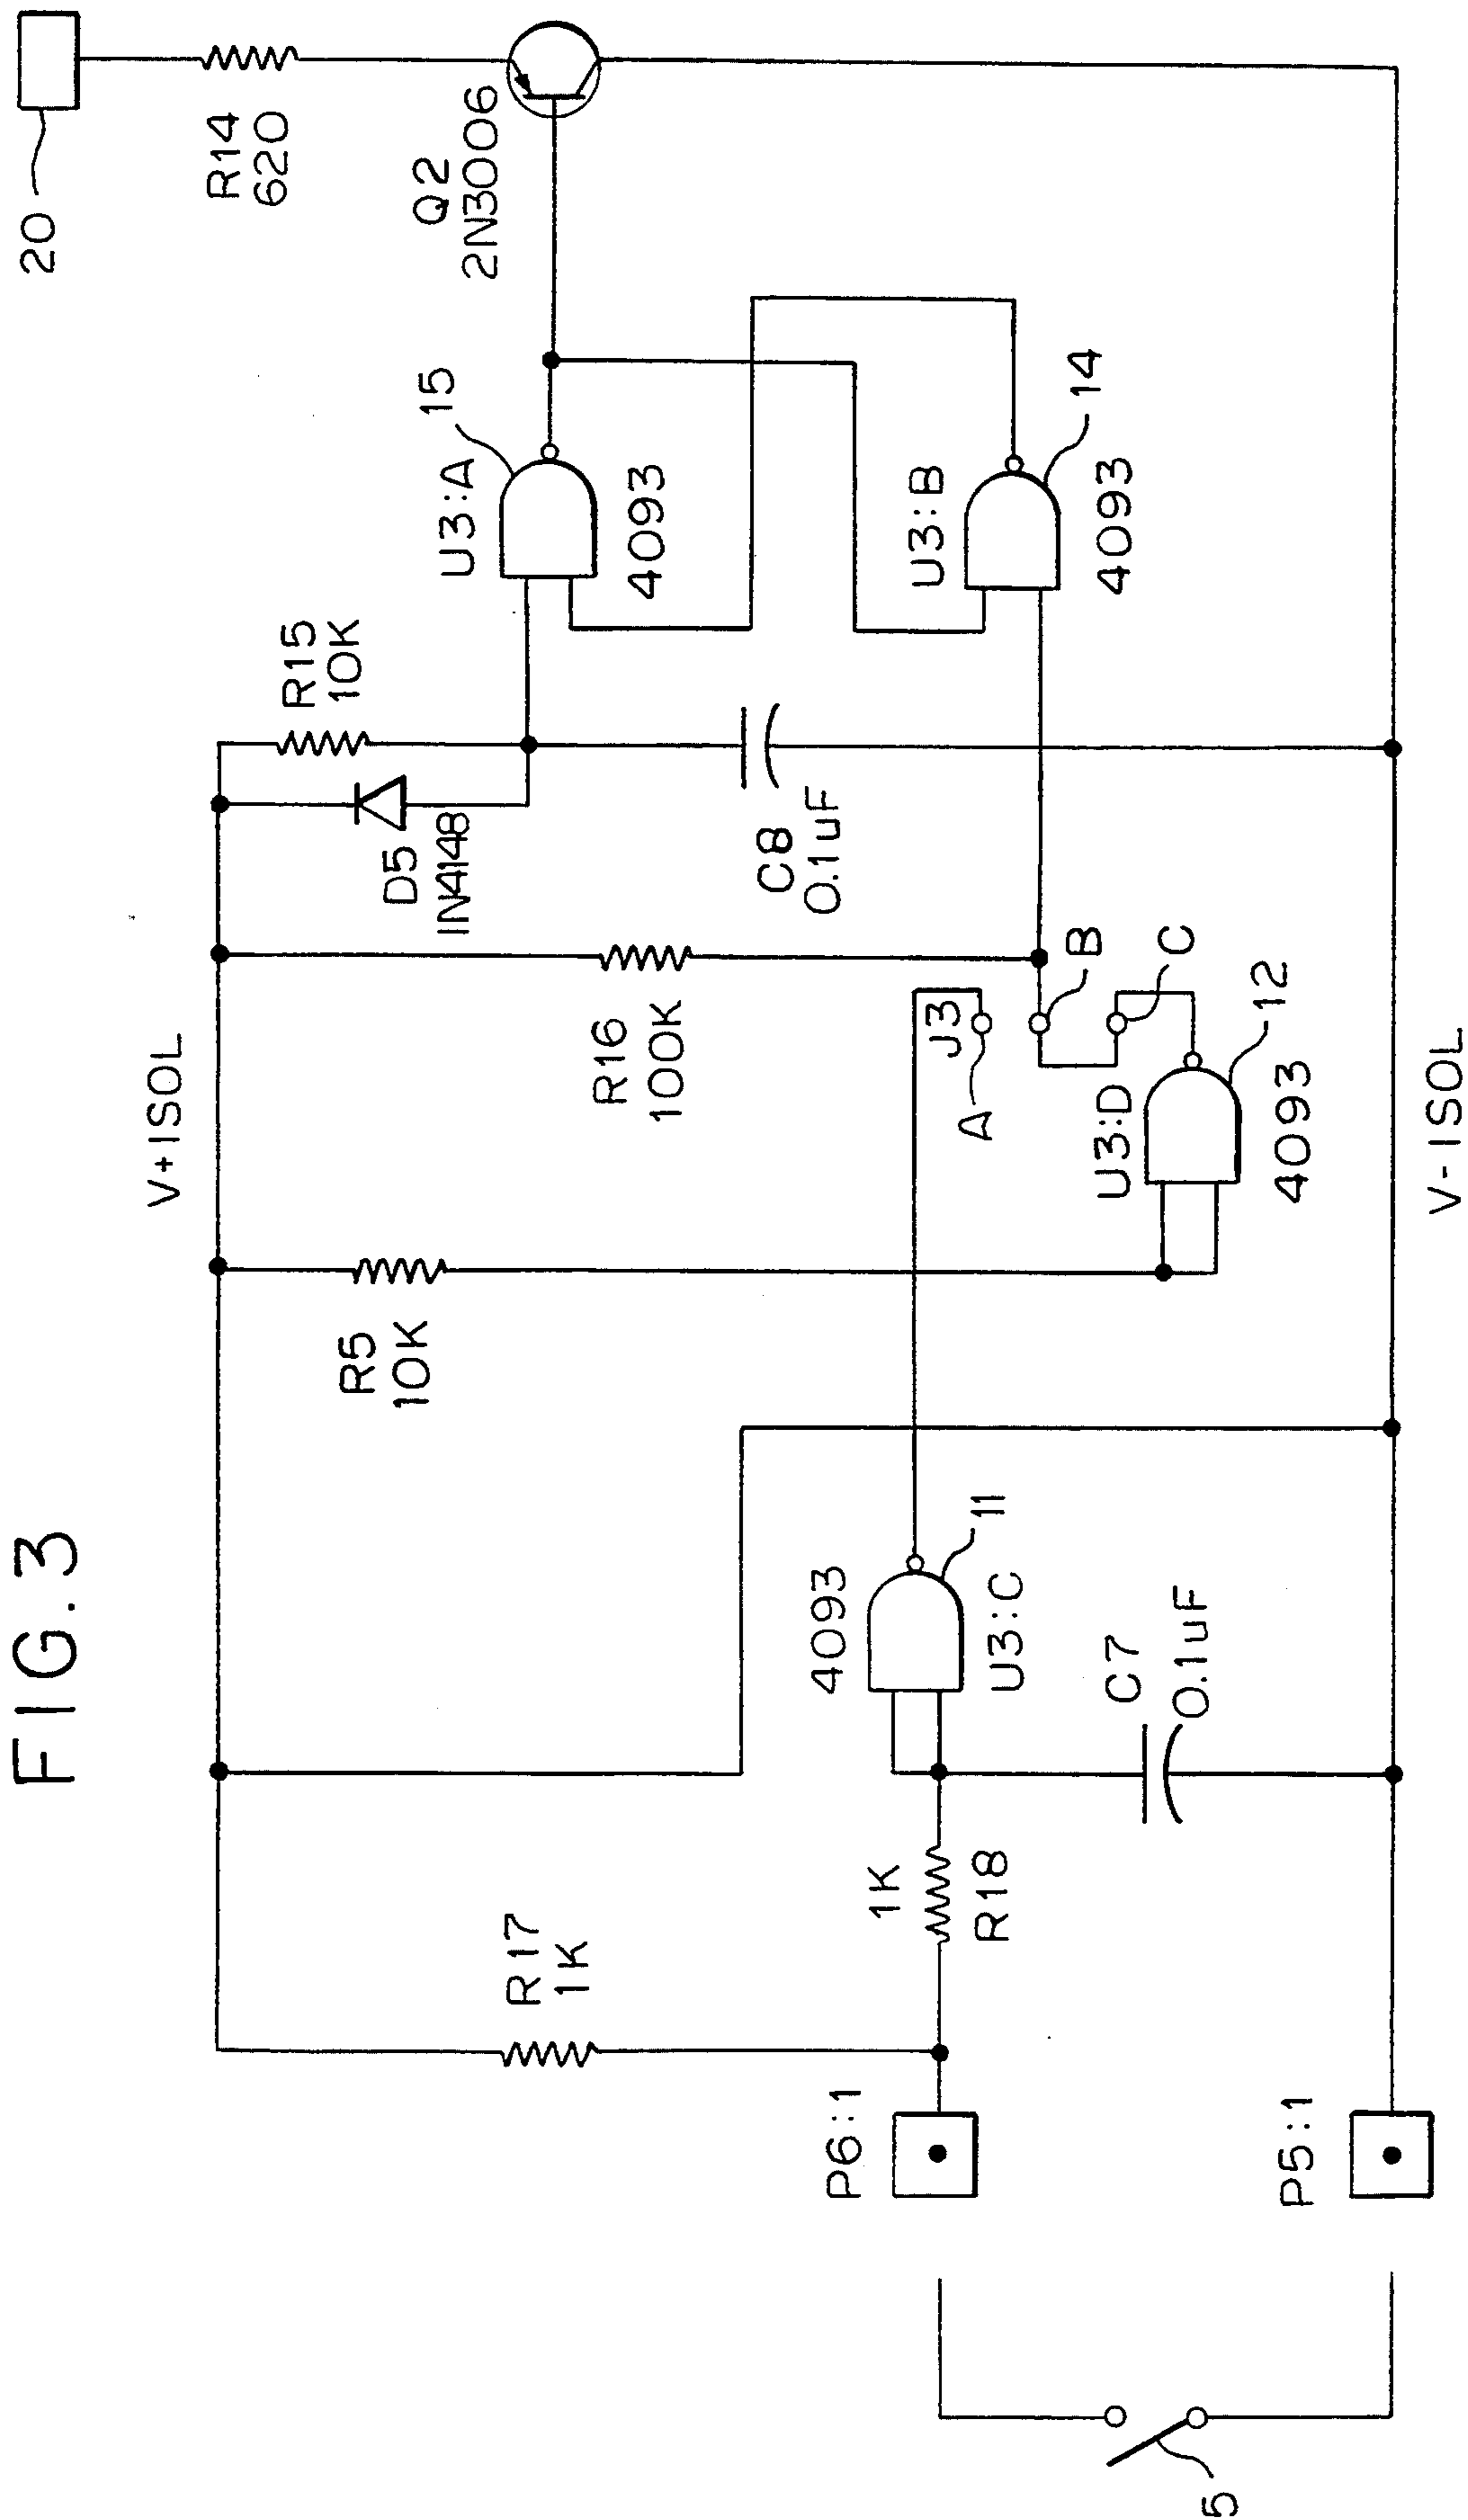 FIG. 3
V+ISOL
R17
1K
R5
10K
R16
100K
D5
IN4148
R15
10K
U3:A
15
4093
Q2
2N3006
R14
620
20
P6:1
1K
R18
4093
11
U3:C
C7
0.1uF
J3
A
B
C
U3:D
12
4093
C8
0.1uF
U3:B
14
4093
5
P5:1
V-ISOL